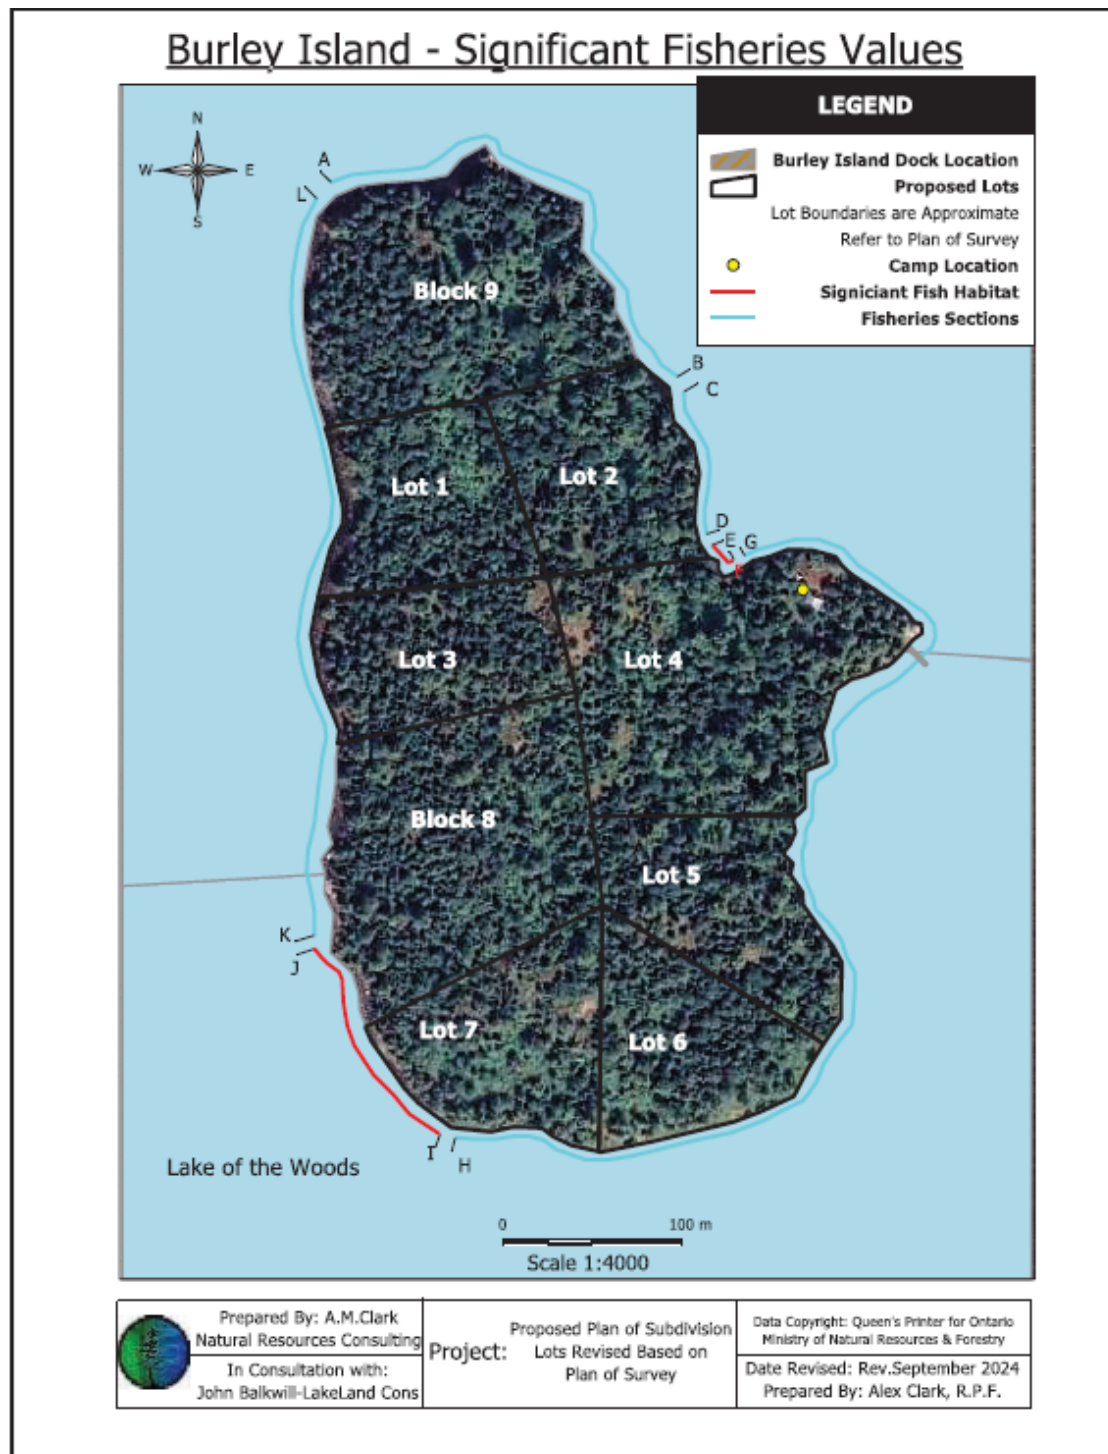 Burley Island - Significant Fisheries Values
LEGEND
Burley Island Dock Location
Proposed Lots
Lot Boundaries are Approximate
Refer to Plan of Survey
Camp Location
Signiciant Fish Habitat
Fisheries Sections
N
W E
S
A
L
Block 9
B
C
Lot 1
Lot 2
D
E
G
F
Lot 3
Lot 4
Block 8
Lot 5
K
J
Lot 7
Lot 6
I
H
Lake of the Woods
0 100 m
Scale 1:4000
Prepared By: A.M.Clark
Natural Resources Consulting
In Consultation with:
John Balkwill-LakeLand Cons
Project:
Proposed Plan of Subdivision
Lots Revised Based on
Plan of Survey
Data Copyright: Queen's Printer for Ontario
Ministry of Natural Resources & Forestry
Date Revised: Rev.September 2024
Prepared By: Alex Clark, R.P.F.